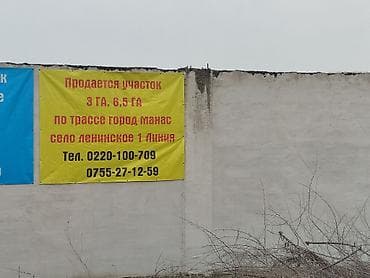 к
е
Продается участок
3 ГА, 6,5 ГА
по трассе город манас
село ленинское 1 Линия
Тел. 0220-100-709
0755-27-12-59